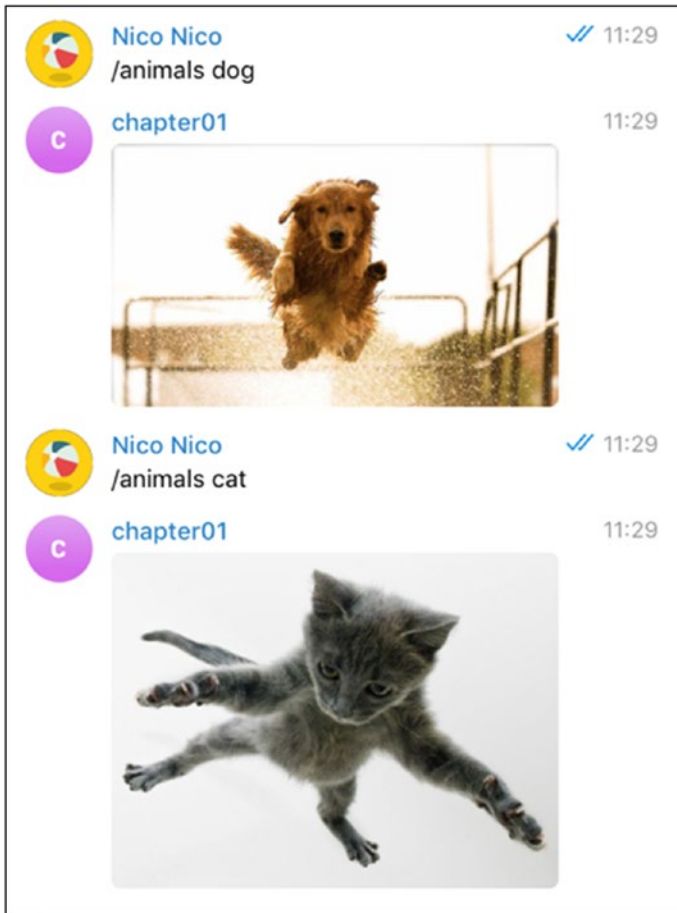 Nico Nico 11:29
/animals dog
C
chapter01 11:29
Nico Nico 11:29
/animals cat
C
chapter01 11:29